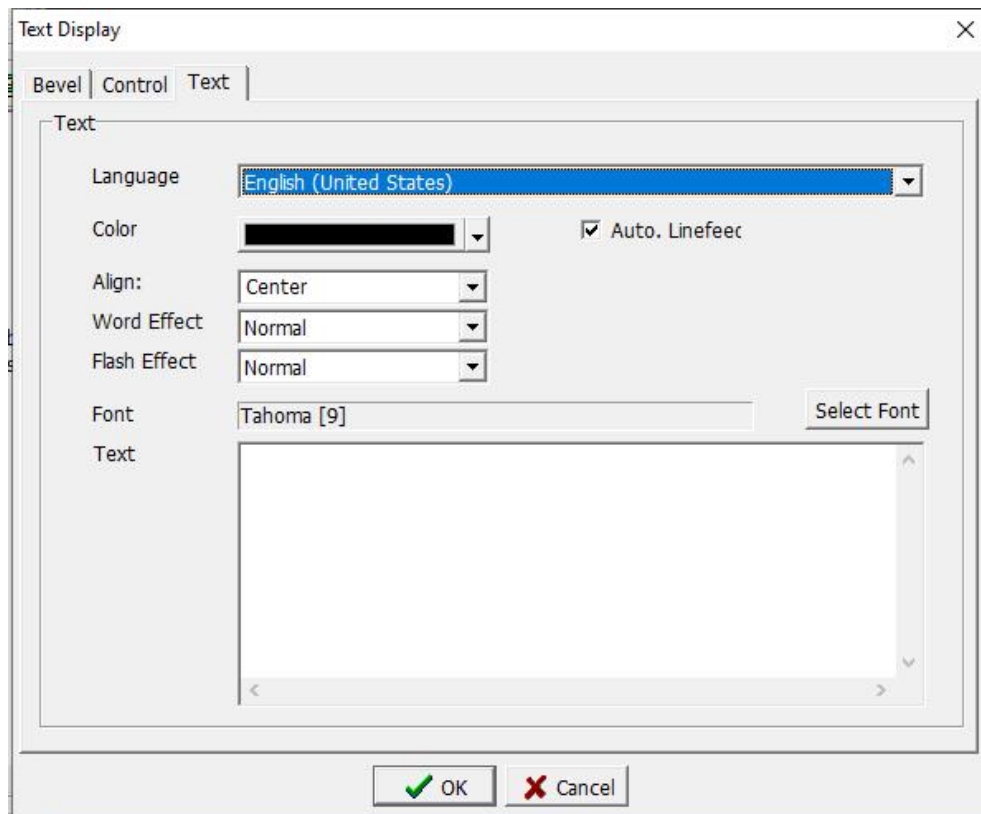 Text Display
Bevel Control Text
Text
Language English (United States)
Color Auto. Linefeed
Align: Center
Word Effect Normal
Flash Effect Normal
Font Tahoma [9] Select Font
Text
OK Cancel